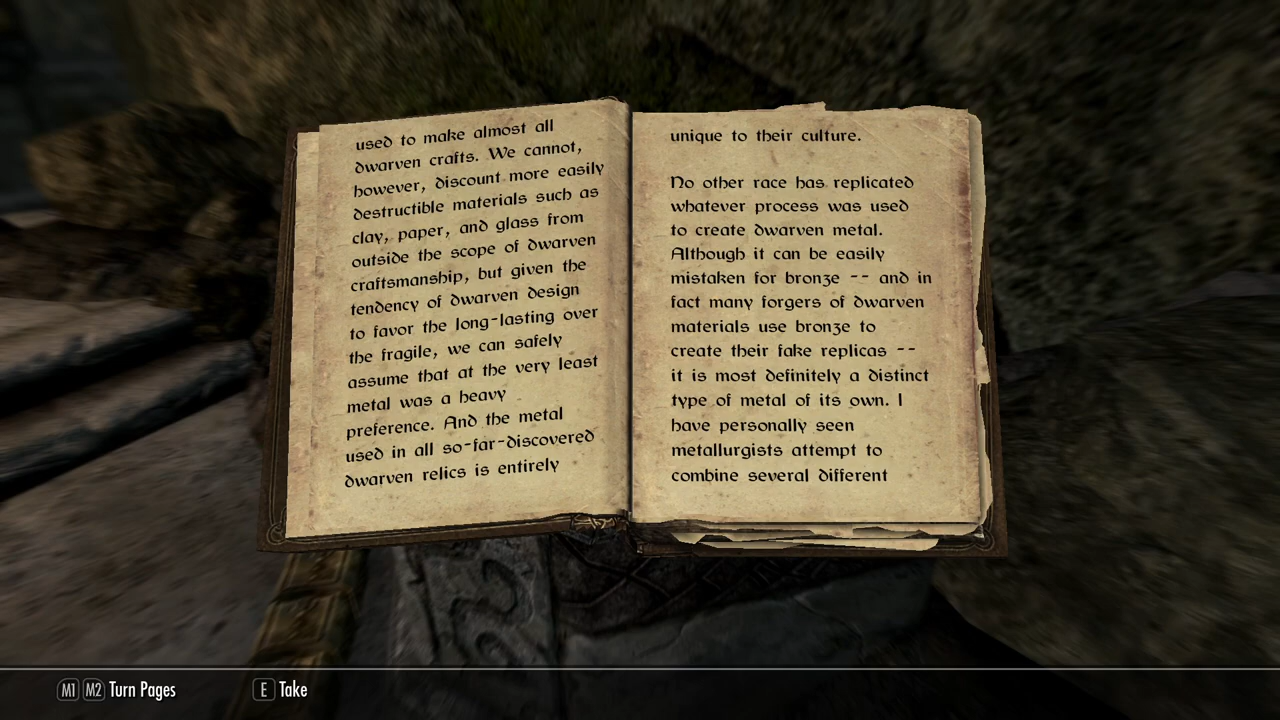 used to make almost all
dwarven crafts. We cannot,
however, discount more easily
destructible materials such as
clay, paper, and glass from
outside the scope of dwarven
craftsmanship, but given the
tendency of dwarven design
to favor the long-lasting over
the fragile, we can safely
assume that at the very least
metal was a heavy
preference. And the metal
used in all so-far-discovered
dwarven relics is entirely
unique to their culture.
No other race has replicated
whatever process was used
to create dwarven metal.
Although it can be easily
mistaken for bronze -- and in
fact many forgers of dwarven
materials use bronze to
create their fake replicas --
it is most definitely a distinct
type of metal of its own. I
have personally seen
metallurgists attempt to
combine several different
M1 M2 Turn Pages
E Take